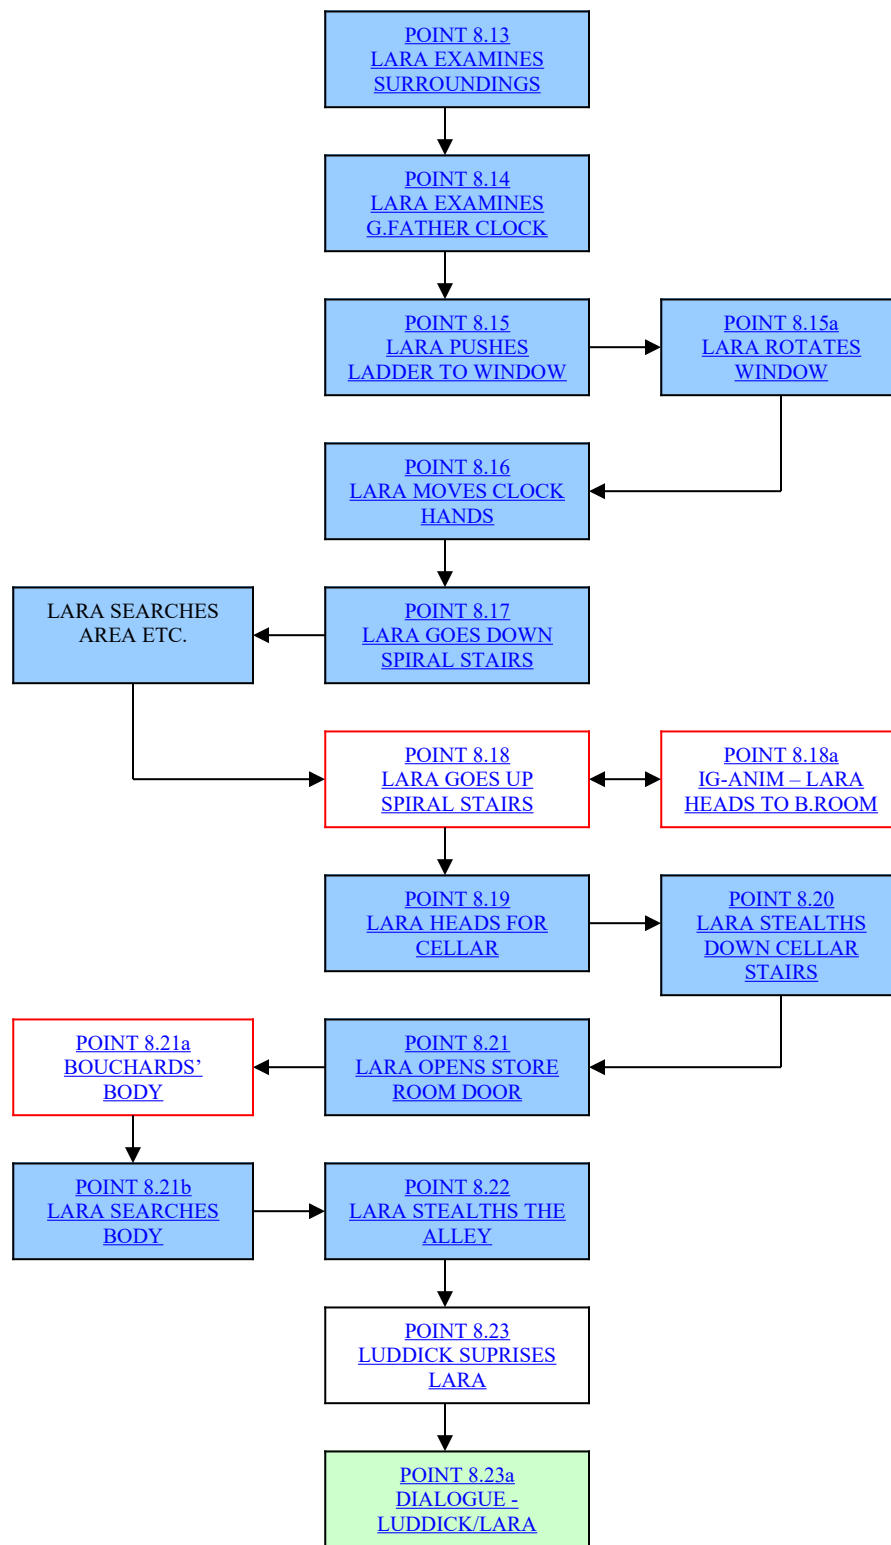 POINT 8.13
LARA EXAMINES
SURROUNDINGS
POINT 8.14
LARA EXAMINES
G.FATHER CLOCK
POINT 8.15
LARA PUSHES
LADDER TO WINDOW
POINT 8.15a
LARA ROTATES
WINDOW
POINT 8.16
LARA MOVES CLOCK
HANDS
POINT 8.17
LARA GOES DOWN
SPIRAL STAIRS
LARA SEARCHES
AREA ETC.
POINT 8.18
LARA GOES UP
SPIRAL STAIRS
POINT 8.18a
IG-ANIM – LARA
HEADS TO B.ROOM
POINT 8.19
LARA HEADS FOR
CELLAR
POINT 8.20
LARA STEALTHS
DOWN CELLAR
STAIRS
POINT 8.21
LARA OPENS STORE
ROOM DOOR
POINT 8.21a
BOUCHARDS’
BODY
POINT 8.21b
LARA SEARCHES
BODY
POINT 8.22
LARA STEALTHS THE
ALLEY
POINT 8.23
LUDDICK SUPRISES
LARA
POINT 8.23a
DIALOGUE -
LUDDICK/LARA